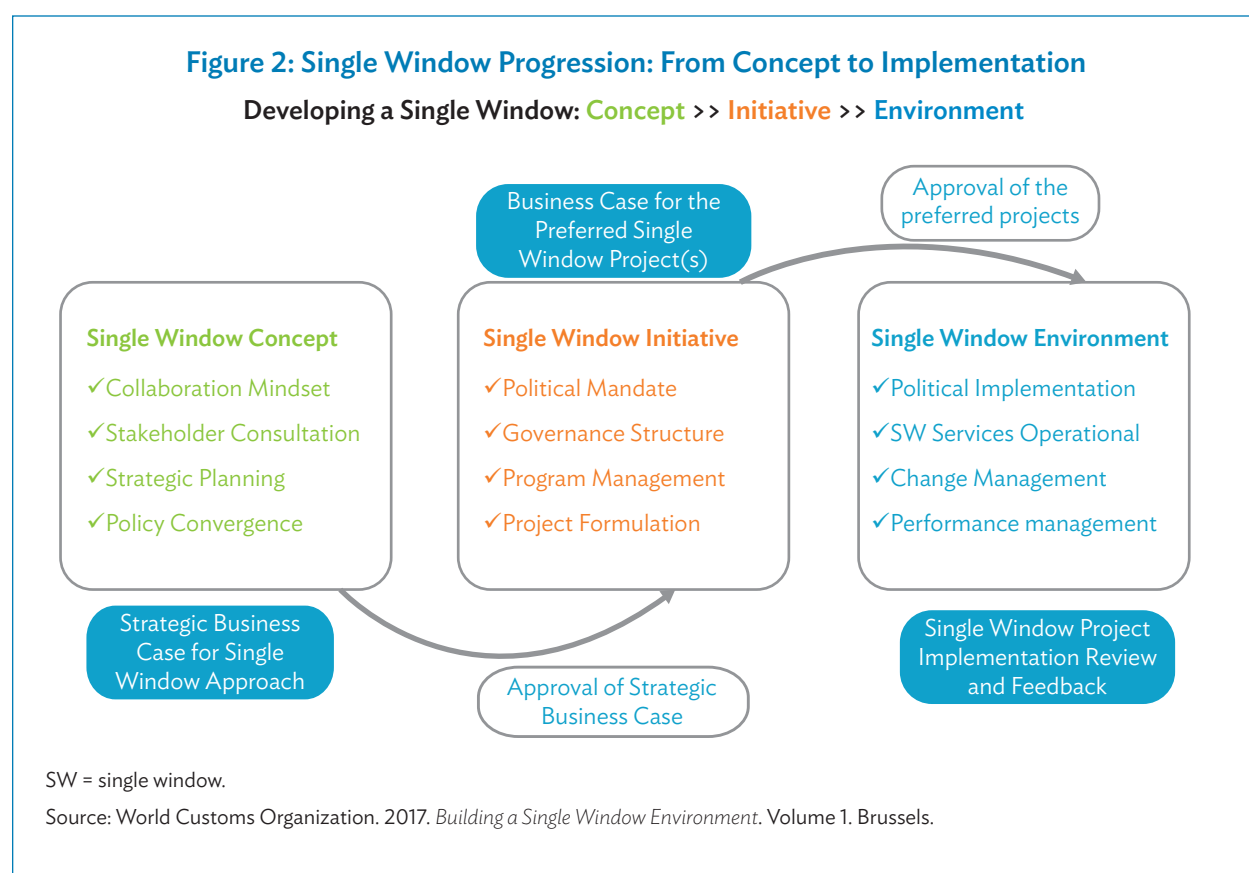 Figure 2: Single Window Progression: From Concept to Implementation
Developing a Single Window: Concept >> Initiative >> Environment
Business Case for the
Preferred Single
Window Project(s)
Approval of the
preferred projects
Single Window Concept
✓Collaboration Mindset
✓Stakeholder Consultation
✓Strategic Planning
✓Policy Convergence
Single Window Initiative
✓Political Mandate
✓Governance Structure
✓Program Management
✓Project Formulation
Single Window Environment
✓Political Implementation
✓SW Services Operational
✓Change Management
✓Performance management
Strategic Business
Case for Single
Window Approach
Approval of Strategic
Business Case
Single Window Project
Implementation Review
and Feedback
SW = single window.
Source: World Customs Organization. 2017. Building a Single Window Environment. Volume 1. Brussels.